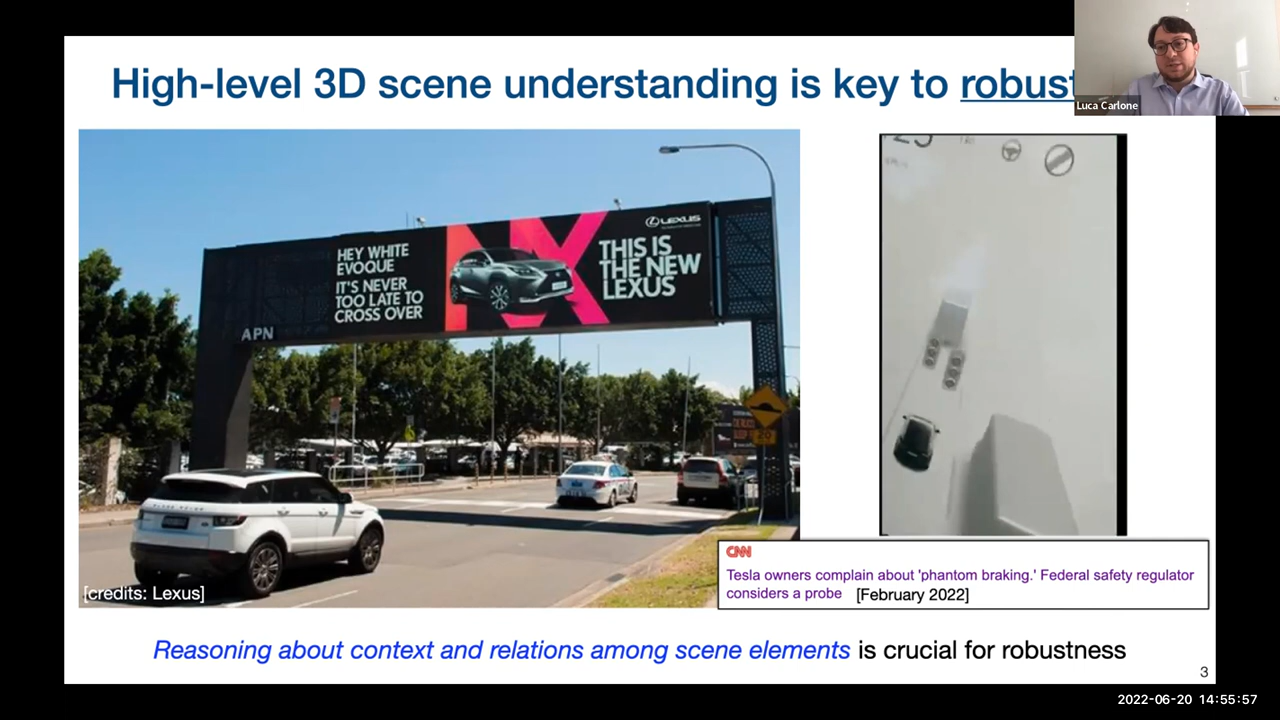 High-level 3D scene understanding is key to robust
Luca Carlone
LEXUS
HEY WHITE
EVOQUE
IT'S NEVER
TOO LATE TO
CROSS OVER
THIS IS
THE NEW
LEXUS
APN
[credits: Lexus]
CNN
Tesla owners complain about 'phantom braking.' Federal safety regulator
considers a probe [February 2022]
Reasoning about context and relations among scene elements is crucial for robustness
3
2022-06-20 14:55:57